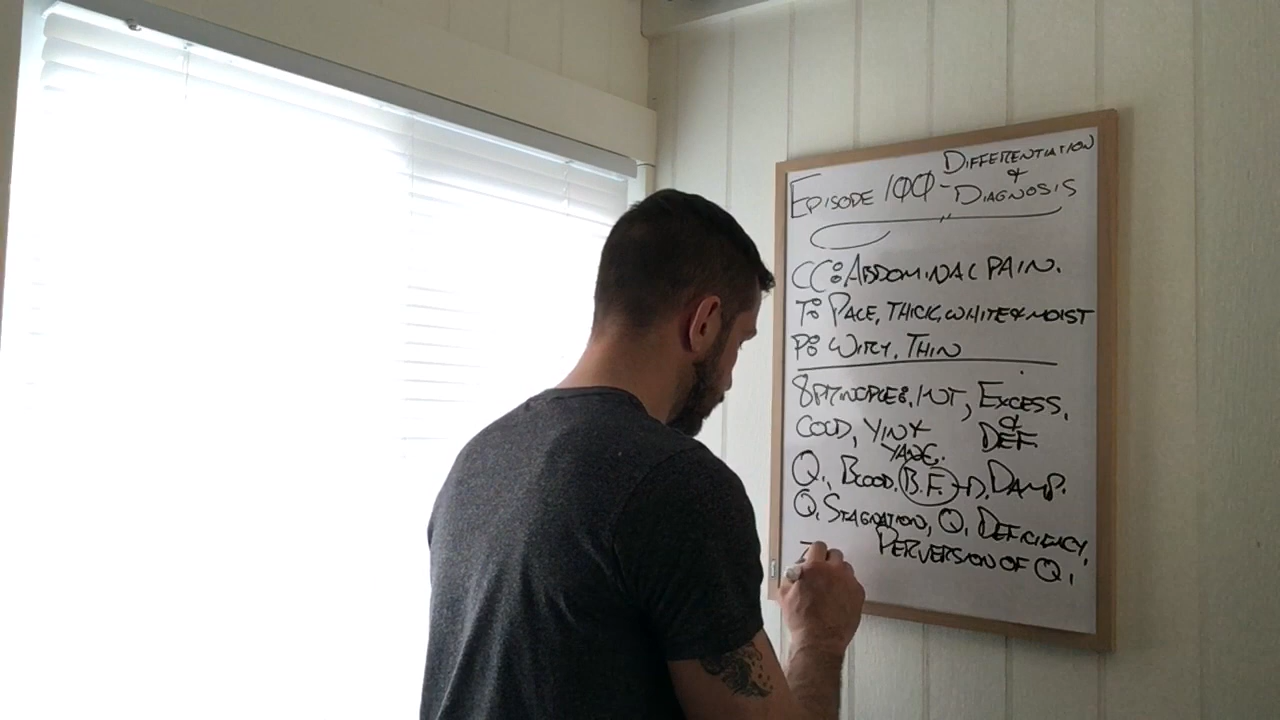 DIFFERENTIATION
&
EPISODE 100 - DIAGNOSIS
CC: ABDOMINAL PAIN.
T: PALE, THICK, WHITE & MOIST
P: WIRY, THIN
8 PRINCIPLES, HOT, EXCESS,
COLD, YIN & YANG. & DEF.
Qi, BLOOD, B.F. → D, DAMP.
Qi STAGNATION, Qi DEFICIENCY,
PERVERSION OF Qi